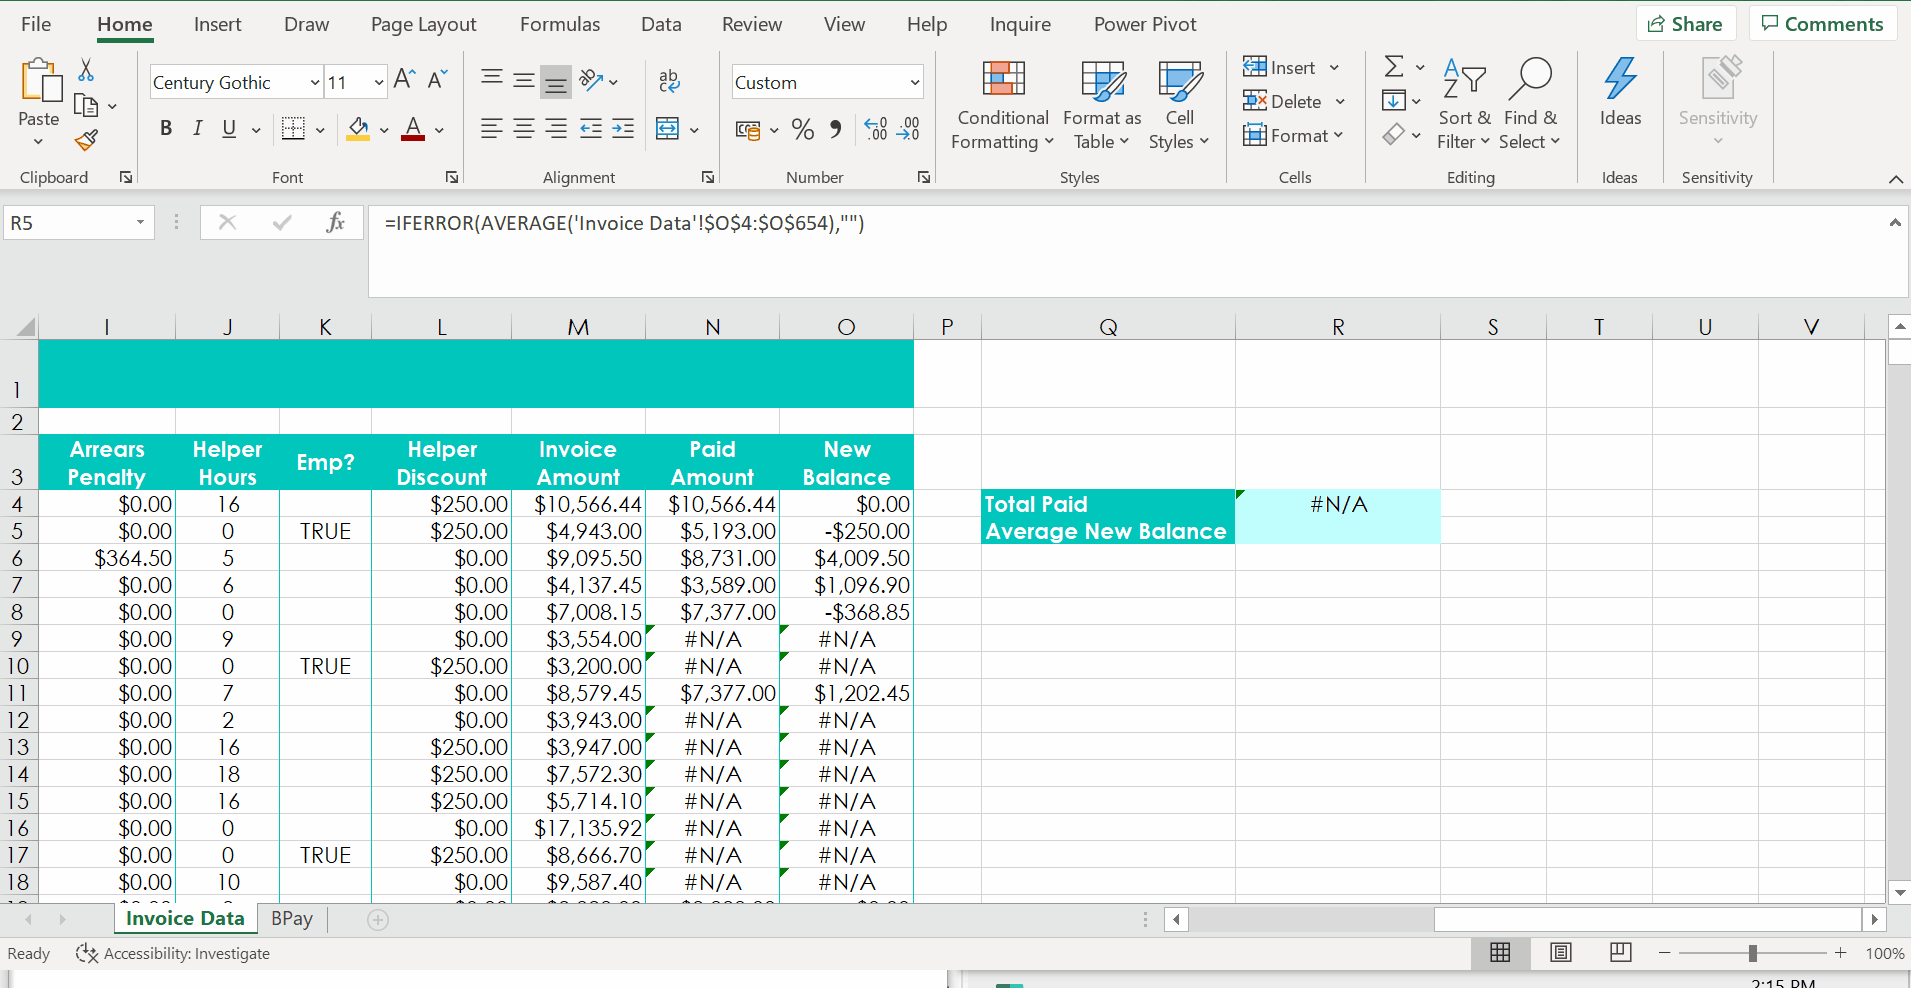 File Home Insert Draw Page Layout Formulas Data Review View Help Inquire Power Pivot Share Comments
Century Gothic 11 A A ab Custom Insert
Paste B I U A % Conditional Format as Cell Delete Sort & Find & Ideas Sensitivity
Formatting Table Styles Format Filter Select
Clipboard Font Alignment Number Styles Cells Editing Ideas Sensitivity
R5 fx =IFERROR(AVERAGE('Invoice Data'!$O$4:$O$654),"")
I J K L M N O P Q R S T U V
1
2
3 Arrears Penalty Helper Hours Emp? Helper Discount Invoice Amount Paid Amount New Balance
4 $0.00 16 $250.00 $10,566.44 $10,566.44 $0.00 Total Paid #N/A
5 $0.00 0 TRUE $250.00 $4,943.00 $5,193.00 -$250.00 Average New Balance
6 $364.50 5 $0.00 $9,095.50 $8,731.00 $4,009.50
7 $0.00 6 $0.00 $4,137.45 $3,589.00 $1,096.90
8 $0.00 0 $0.00 $7,008.15 $7,377.00 -$368.85
9 $0.00 9 $0.00 $3,554.00 #N/A #N/A
10 $0.00 0 TRUE $250.00 $3,200.00 #N/A #N/A
11 $0.00 7 $0.00 $8,579.45 $7,377.00 $1,202.45
12 $0.00 2 $0.00 $3,943.00 #N/A #N/A
13 $0.00 16 $250.00 $3,947.00 #N/A #N/A
14 $0.00 18 $250.00 $7,572.30 #N/A #N/A
15 $0.00 16 $250.00 $5,714.10 #N/A #N/A
16 $0.00 0 $0.00 $17,135.92 #N/A #N/A
17 $0.00 0 TRUE $250.00 $8,666.70 #N/A #N/A
18 $0.00 10 $0.00 $9,587.40 #N/A #N/A
Invoice Data BPay
Ready Accessibility: Investigate 100%
2:15 PM